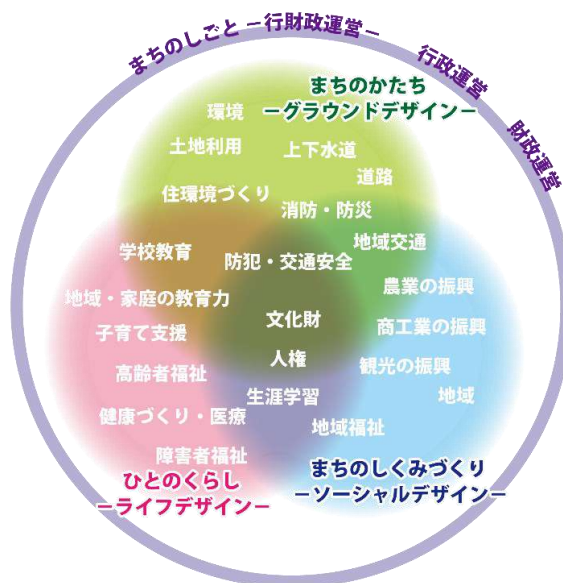 まちのしごと －行財政運営－
行政運営
財政運営
まちのかたち
－グラウンドデザイン－
環境
土地利用
上下水道
道路
住環境づくり
消防・防災
学校教育
地域交通
防犯・交通安全
農業の振興
地域・家庭の教育力
文化財
商工業の振興
子育て支援
人権
観光の振興
高齢者福祉
生涯学習
地域
健康づくり・医療
地域福祉
障害者福祉
ひとのくらし
－ライフデザイン－
まちのしくみづくり
－ソーシャルデザイン－